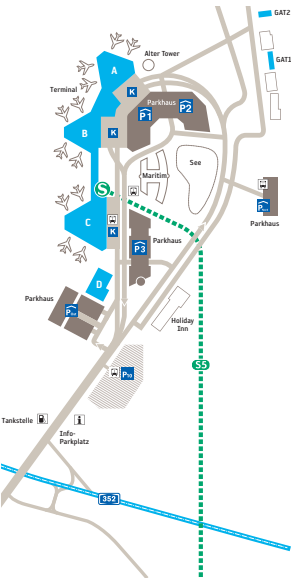 GAT2
Alter Tower
GAT1
A
Terminal
K
Parkhaus
P2
P1
B
K
See
Maritim
S
Parkhaus
C
K
Parkhaus
P3
D
Parkhaus
Holiday
Inn
S5
P10
Tankstelle
Info-
Parkplatz
352